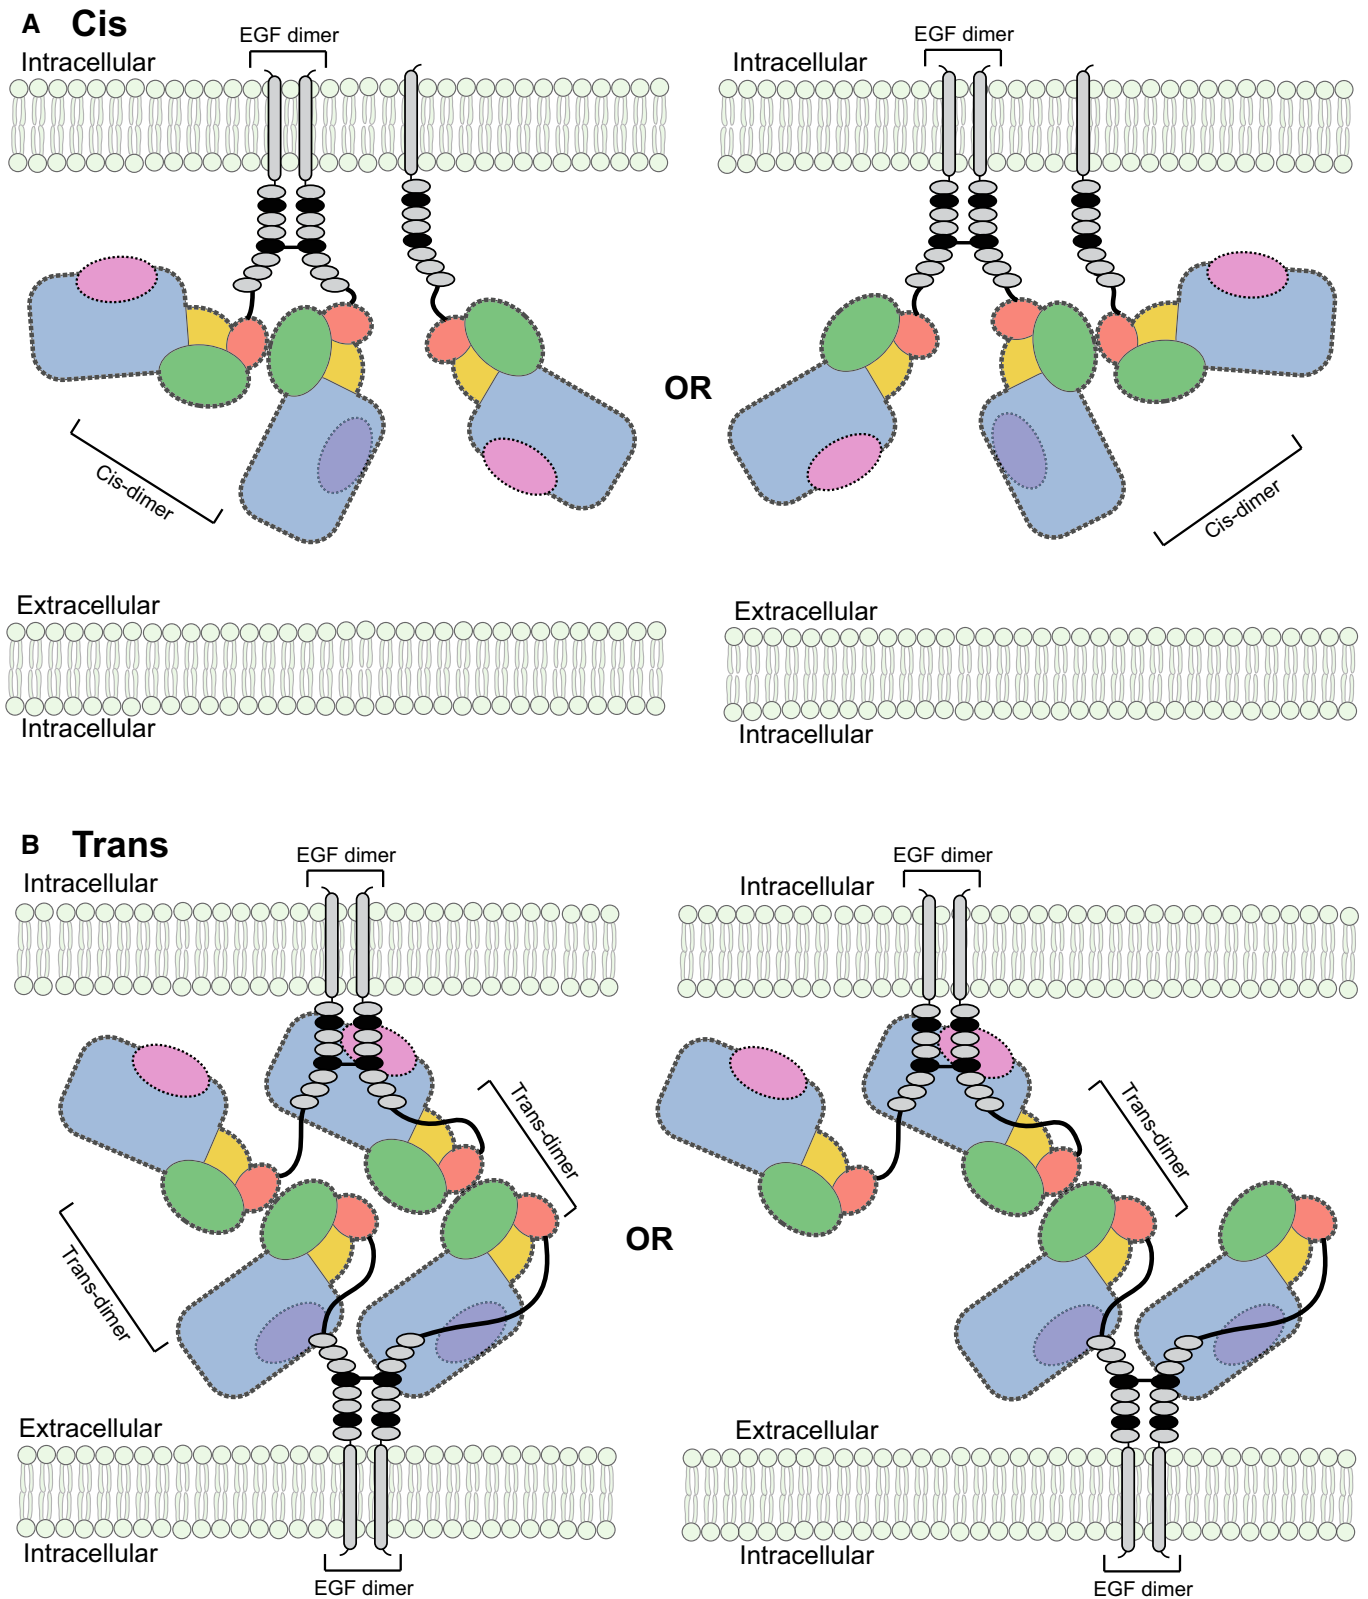 A Cis
EGF dimer
Intracellular
Cis-dimer
Extracellular
Intracellular
OR
EGF dimer
Intracellular
Cis-dimer
Extracellular
Intracellular
B Trans
EGF dimer
Intracellular
Trans-dimer
Trans-dimer
Extracellular
Intracellular
EGF dimer
OR
EGF dimer
Intracellular
Trans-dimer
Extracellular
Intracellular
EGF dimer